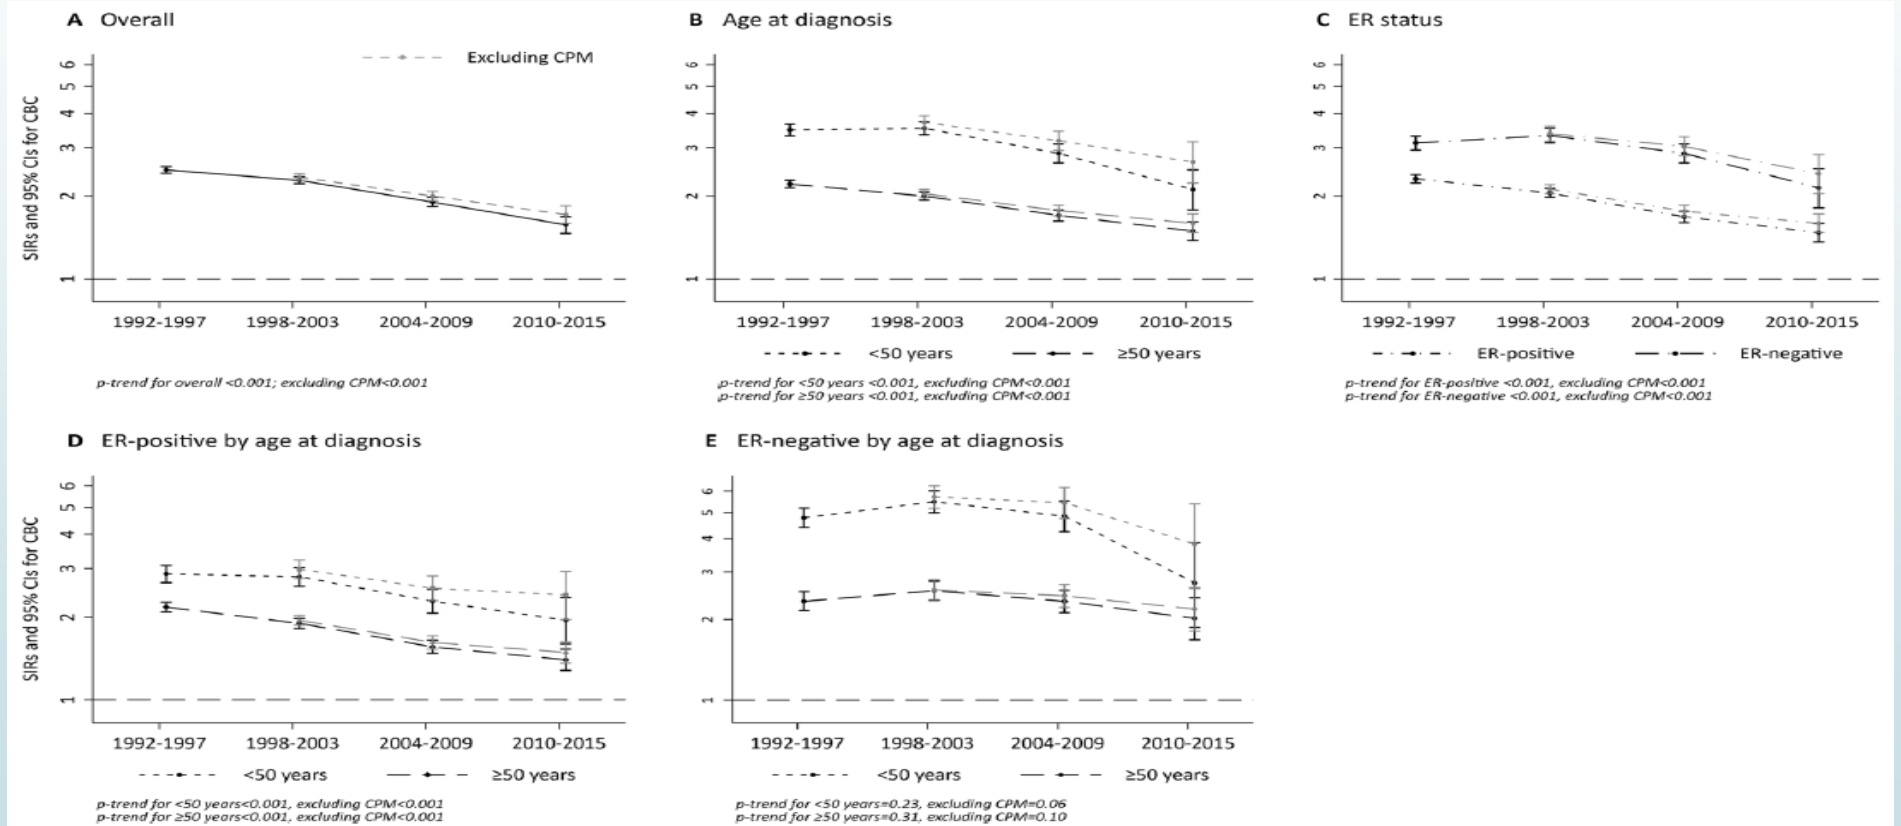 A Overall
Excluding CPM
SIRs and 95% CIs for CBC
6
5
4
3
2
1
1992-1997 1998-2003 2004-2009 2010-2015
p-trend for overall <0.001; excluding CPM<0.001
B Age at diagnosis
6
5
4
3
2
1
1992-1997 1998-2003 2004-2009 2010-2015
<50 years ≥50 years
p-trend for <50 years <0.001, excluding CPM<0.001
p-trend for ≥50 years <0.001, excluding CPM<0.001
C ER status
6
5
4
3
2
1
1992-1997 1998-2003 2004-2009 2010-2015
ER-positive ER-negative
p-trend for ER-positive <0.001, excluding CPM<0.001
p-trend for ER-negative <0.001, excluding CPM<0.001
D ER-positive by age at diagnosis
SIRs and 95% CIs for CBC
6
5
4
3
2
1
1992-1997 1998-2003 2004-2009 2010-2015
<50 years ≥50 years
p-trend for <50 years<0.001, excluding CPM<0.001
p-trend for ≥50 years<0.001, excluding CPM<0.001
E ER-negative by age at diagnosis
6
5
4
3
2
1
1992-1997 1998-2003 2004-2009 2010-2015
<50 years ≥50 years
p-trend for <50 years=0.23, excluding CPM=0.06
p-trend for ≥50 years=0.31, excluding CPM=0.10